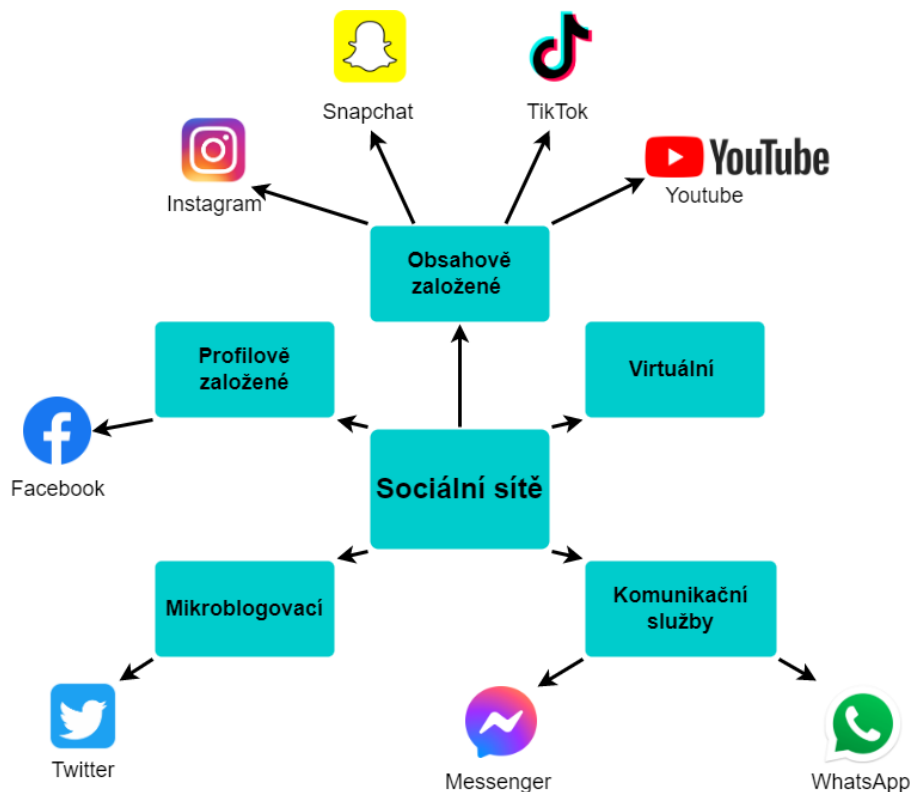 Snapchat
TikTok
Instagram
YouTube
Youtube
Obsahově
založené
Profilově
založené
Virtuální
Facebook
Sociální sítě
Mikroblogovací
Komunikační
služby
Twitter
Messenger
WhatsApp